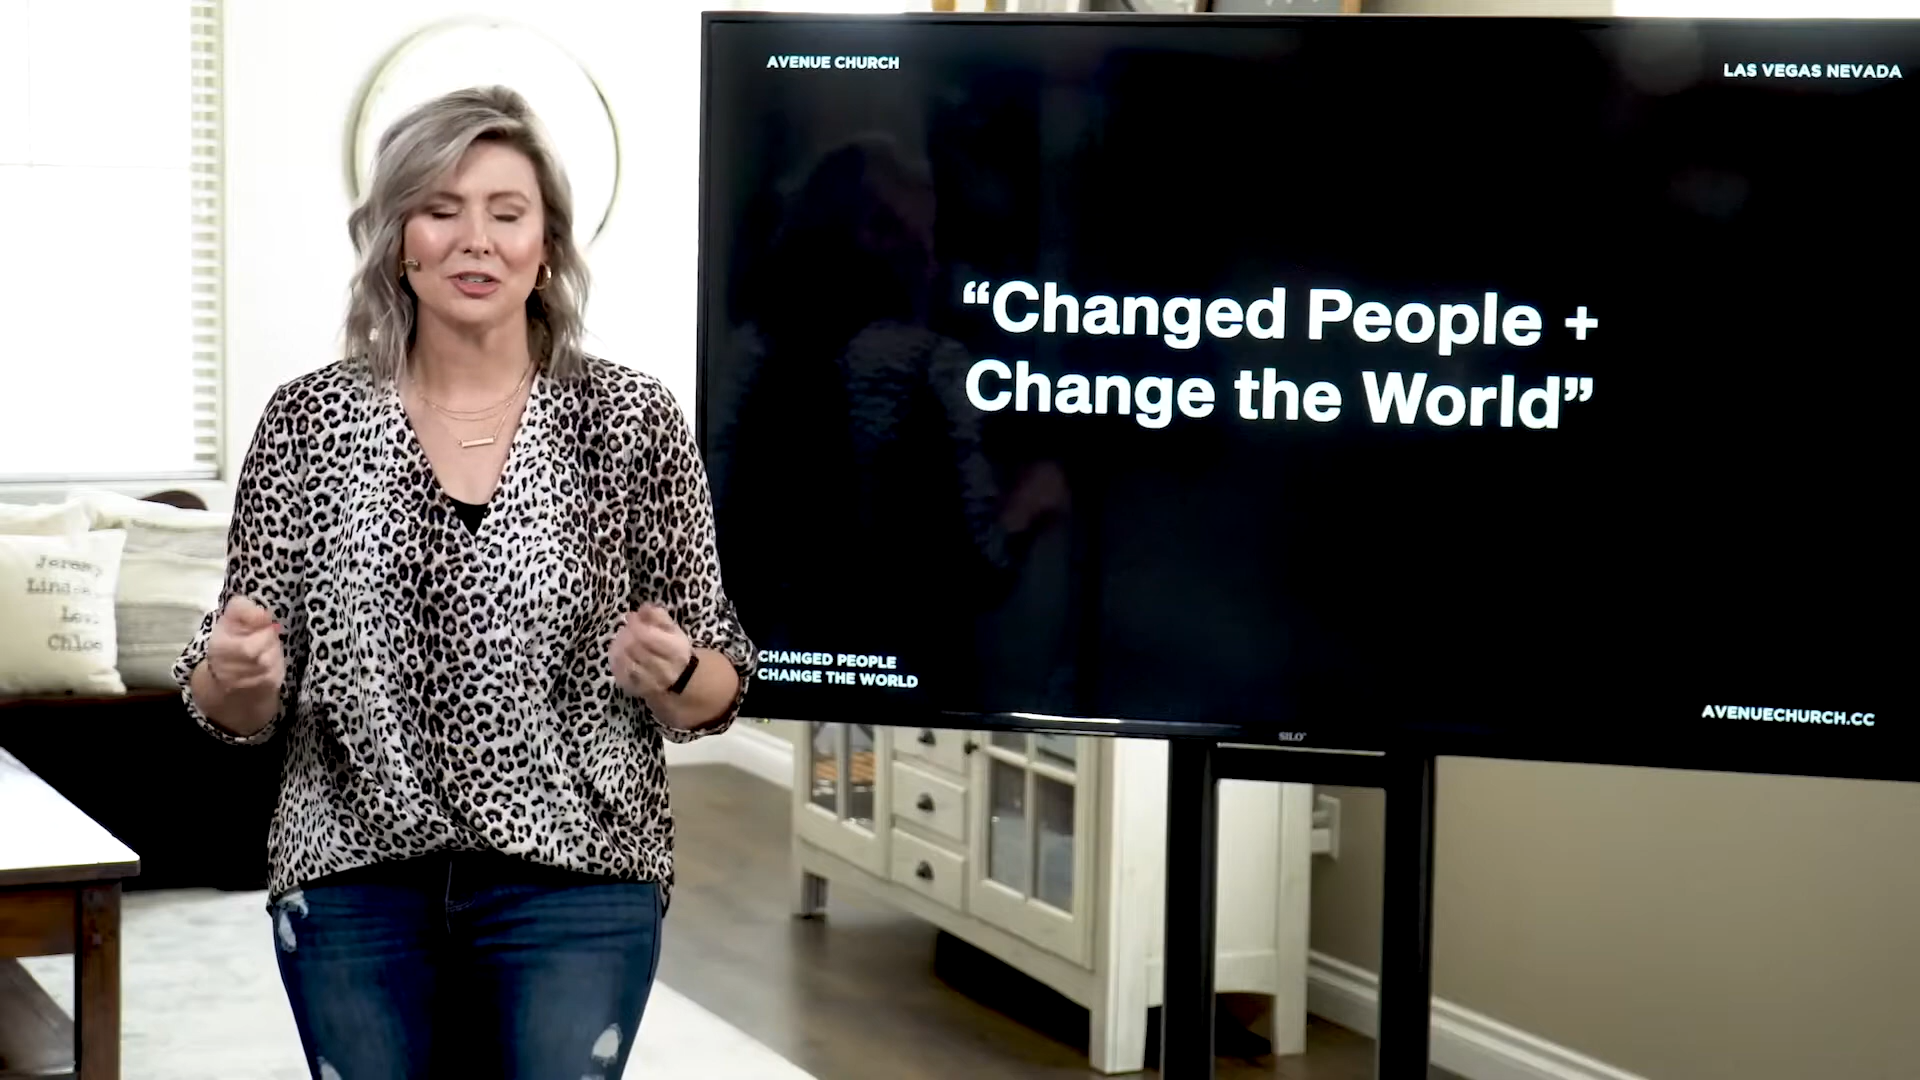 AVENUE CHURCH
LAS VEGAS NEVADA
“Changed People +
Change the World”
CHANGED PEOPLE
CHANGE THE WORLD
AVENUECHURCH.CC
SILO
Jeremy
Levi
Chloe